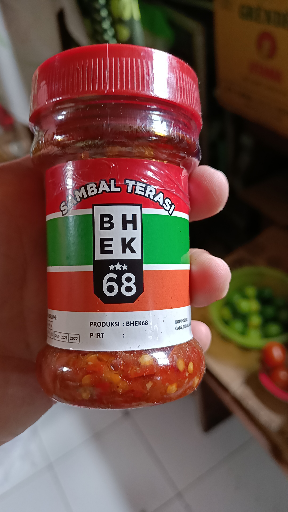 SAMBAL TERASI
BH
EK
68
PRODUKSI : BHEK68
P IRT :